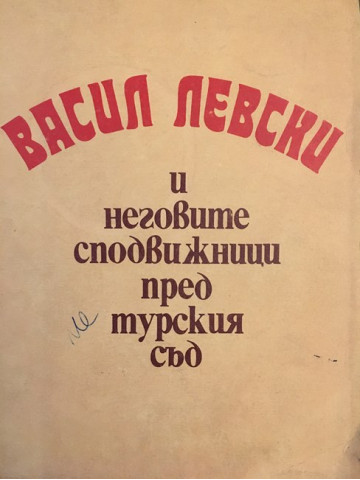 ВАСИЛ ЛЕВСКИ
и
неговите
сподвижници
пред
турския
съд